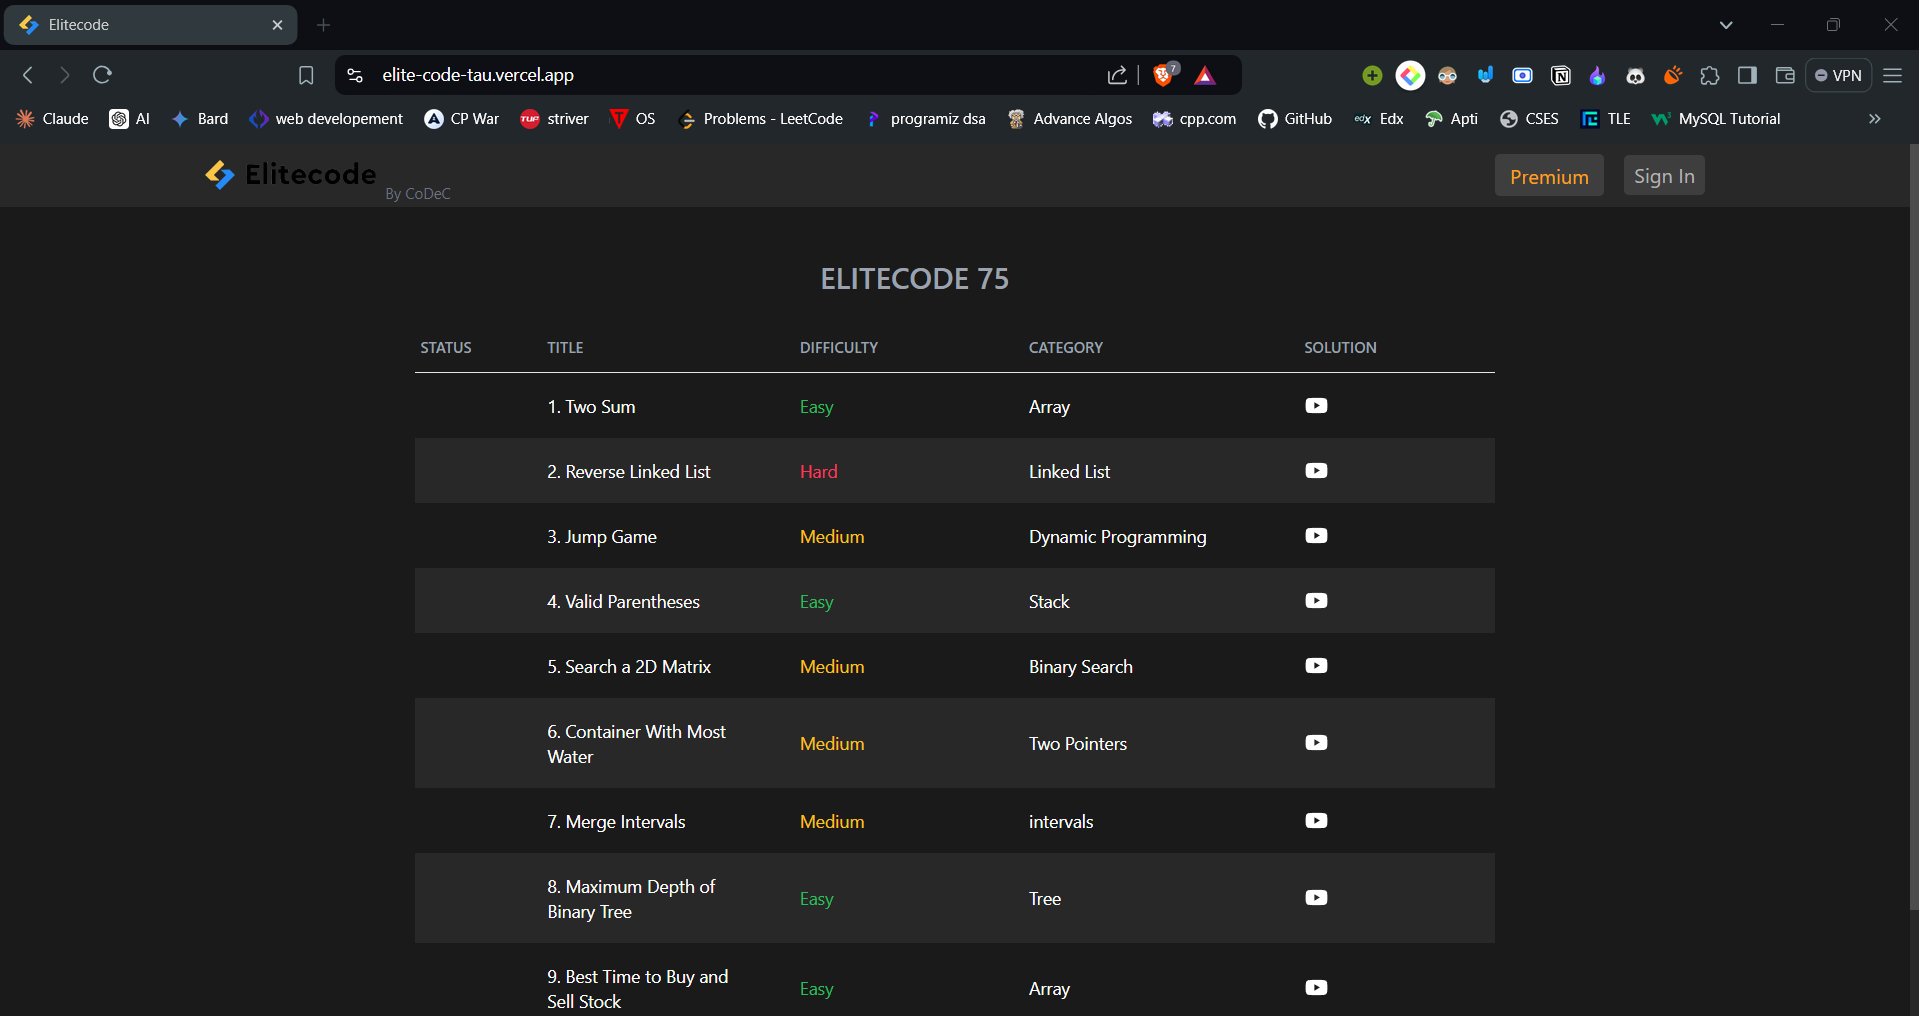 Elitecode
elite-code-tau.vercel.app
7
VPN
Claude
AI
Bard
web developement
CP War
TUF striver
OS
Problems - LeetCode
programiz dsa
Advance Algos
cpp.com
GitHub
edx Edx
Apti
CSES
TLE
MySQL Tutorial
Elitecode
By CoDeC
Premium
Sign In
ELITECODE 75
STATUS TITLE DIFFICULTY CATEGORY SOLUTION
1. Two Sum Easy Array
2. Reverse Linked List Hard Linked List
3. Jump Game Medium Dynamic Programming
4. Valid Parentheses Easy Stack
5. Search a 2D Matrix Medium Binary Search
6. Container With Most
Water Medium Two Pointers
7. Merge Intervals Medium intervals
8. Maximum Depth of
Binary Tree Easy Tree
9. Best Time to Buy and
Sell Stock Easy Array